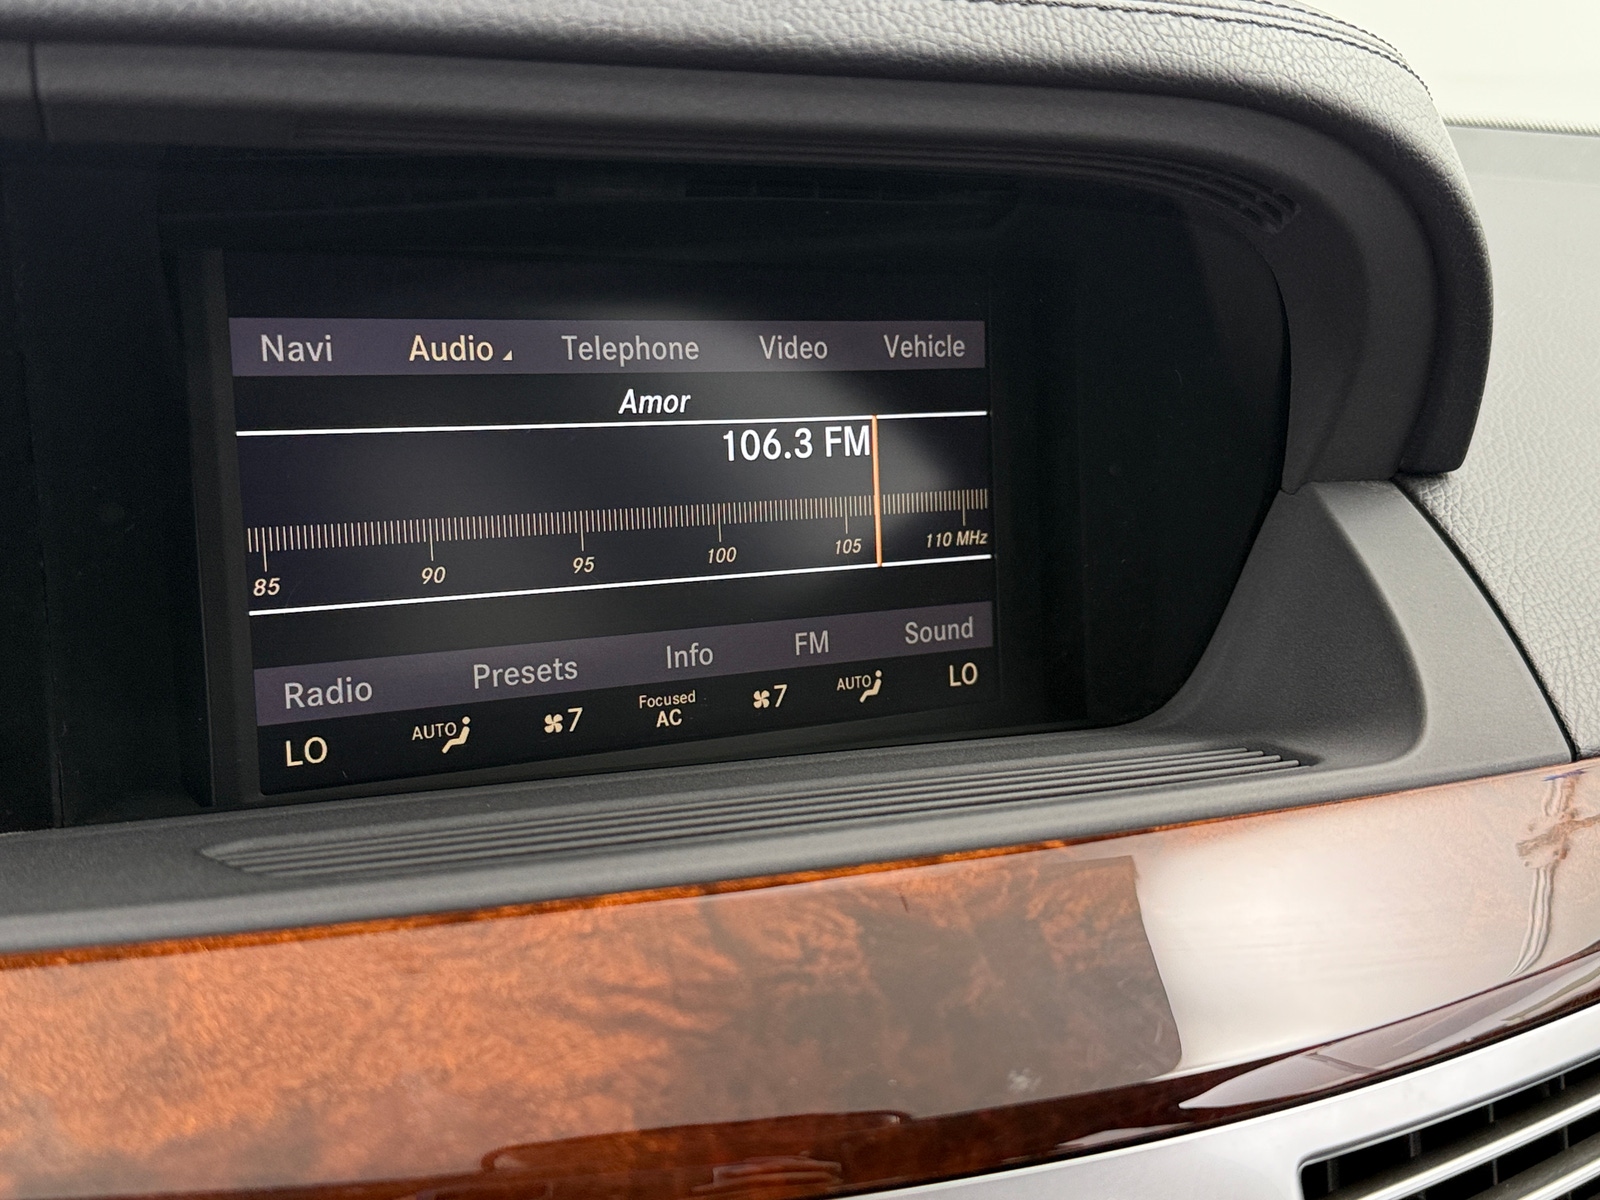 Navi Audio Telephone Video Vehicle
Amor
106.3 FM
85 90 95 100 105 110 MHz
Radio Presets Info FM Sound
LO AUTO 7 Focused AC 7 AUTO LO